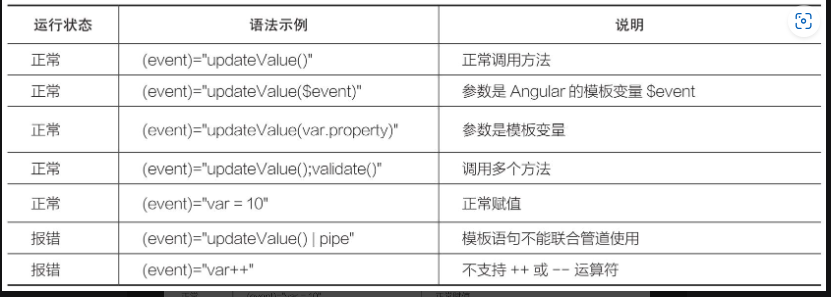 运行状态 语法示例 说明
正常 (event)="updateValue()" 正常调用方法
正常 (event)="updateValue($event)" 参数是 Angular 的模板变量 $event
正常 (event)="updateValue(var.property)" 参数是模板变量
正常 (event)="updateValue();validate()" 调用多个方法
正常 (event)="var = 10" 正常赋值
报错 (event)="updateValue() | pipe" 模板语句不能联合管道使用
报错 (event)="var++" 不支持 ++ 或 -- 运算符